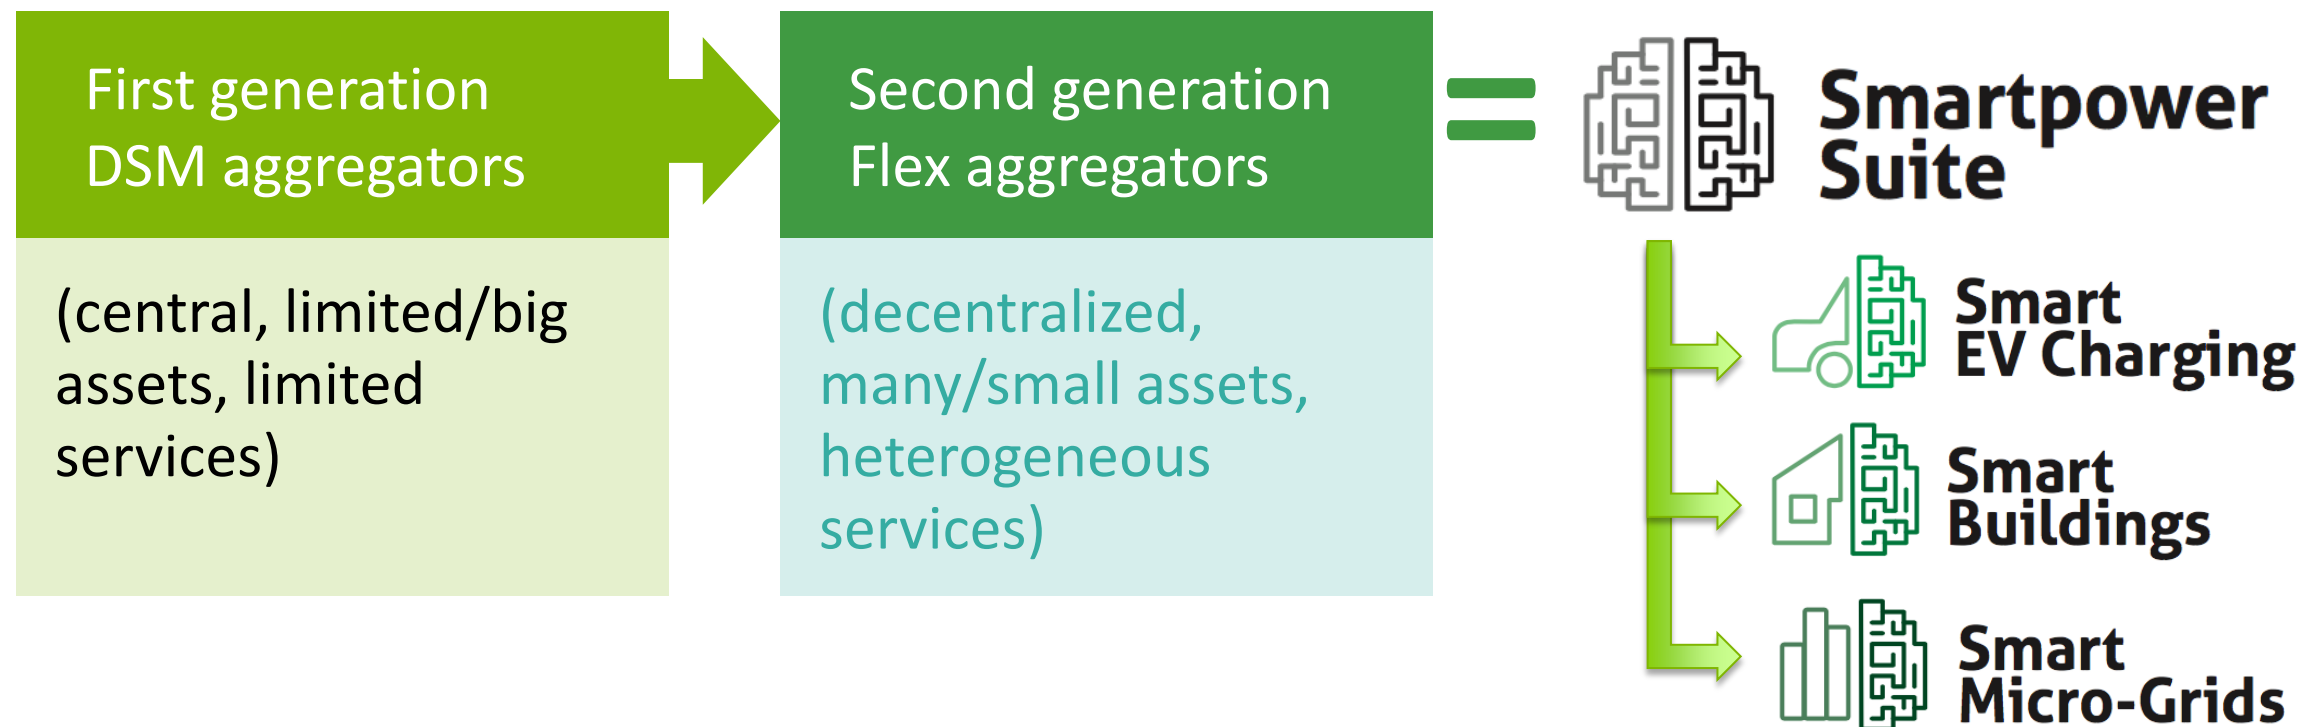 First generation
DSM aggregators
(central, limited/big
assets, limited
services)
Second generation
Flex aggregators
(decentralized,
many/small assets,
heterogeneous
services)
=
Smartpower
Suite
Smart
EV Charging
Smart
Buildings
Smart
Micro-Grids